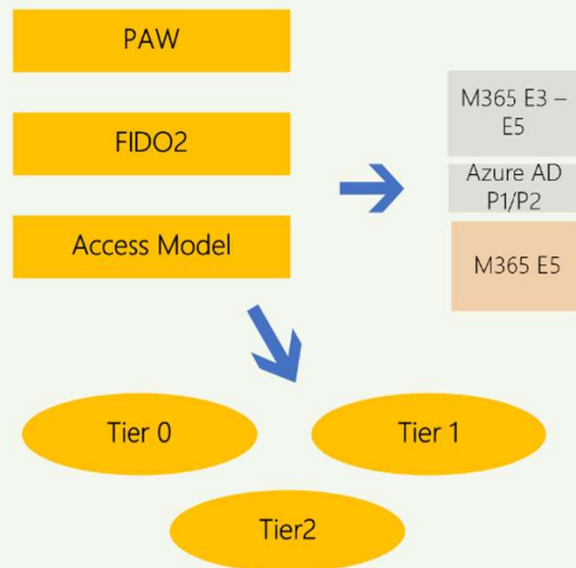 PAW
FIDO2
Access Model
M365 E3 –
E5
Azure AD
P1/P2
M365 E5
Tier 0
Tier 1
Tier2